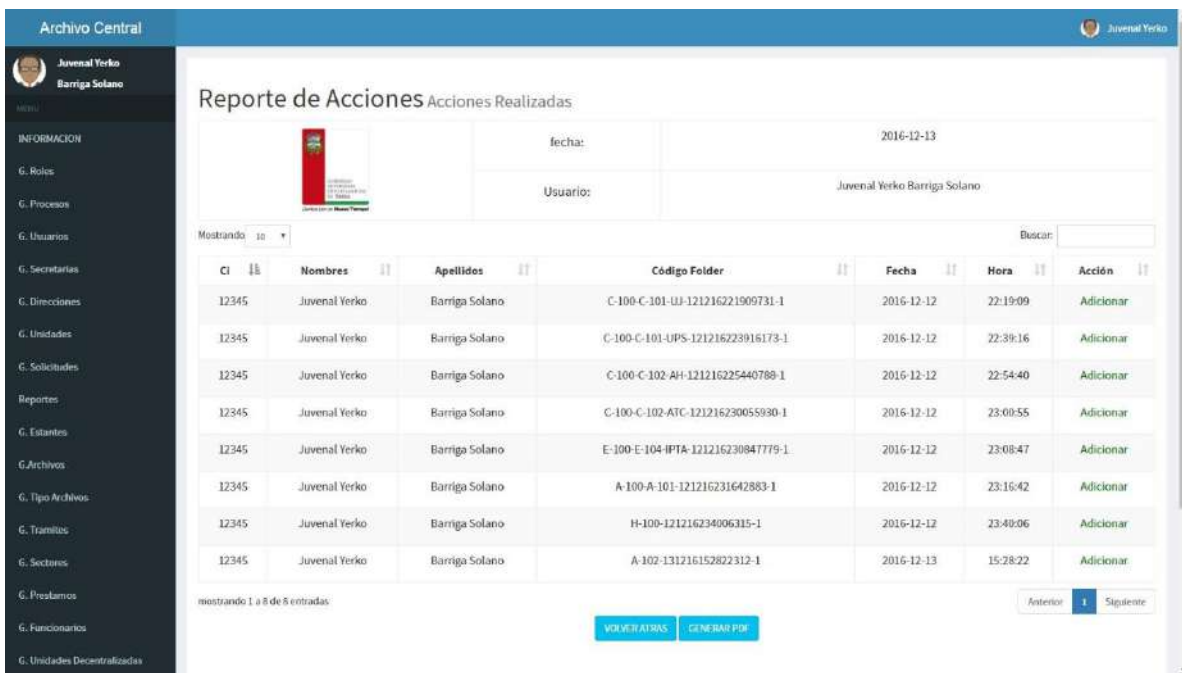 Archivo Central
Juvenal Yerko
Juvenal Yerko
Barriga Solano
MENU
INFORMACION
G. Roles
G. Procesos
G. Usuarios
G. Secretarias
G. Direcciones
G. Unidades
G. Solicitudes
Reportes
G. Estantes
G.Archivos
G. Tipo Archivos
G. Tramites
G. Sectores
G. Prestamos
G. Funcionarios
G. Unidades Decentralizadas
Reporte de Acciones Acciones Realizadas
fecha: 2016-12-13
Usuario: Juvenal Yerko Barriga Solano
Mostrando 10 Buscar:
CI Nombres Apellidos Código Folder Fecha Hora Acción
12345 Juvenal Yerko Barriga Solano C-100-C-101-UJ-121216221909731-1 2016-12-12 22:19:09 Adicionar
12345 Juvenal Yerko Barriga Solano C-100-C-101-UPS-121216223916173-1 2016-12-12 22:39:16 Adicionar
12345 Juvenal Yerko Barriga Solano C-100-C-102-AH-121216225440788-1 2016-12-12 22:54:40 Adicionar
12345 Juvenal Yerko Barriga Solano C-100-C-102-ATC-121216230055930-1 2016-12-12 23:00:55 Adicionar
12345 Juvenal Yerko Barriga Solano E-100-E-104-IPTA-121216230847779-1 2016-12-12 23:08:47 Adicionar
12345 Juvenal Yerko Barriga Solano A-100-A-101-121216231642883-1 2016-12-12 23:16:42 Adicionar
12345 Juvenal Yerko Barriga Solano H-100-121216234006315-1 2016-12-12 23:40:06 Adicionar
12345 Juvenal Yerko Barriga Solano A-102-131216152822312-1 2016-12-13 15:28:22 Adicionar
mostrando 1 a 8 de 8 entradas
Anterior 1 Siguiente
VOLVER ATRAS GENERAR PDF